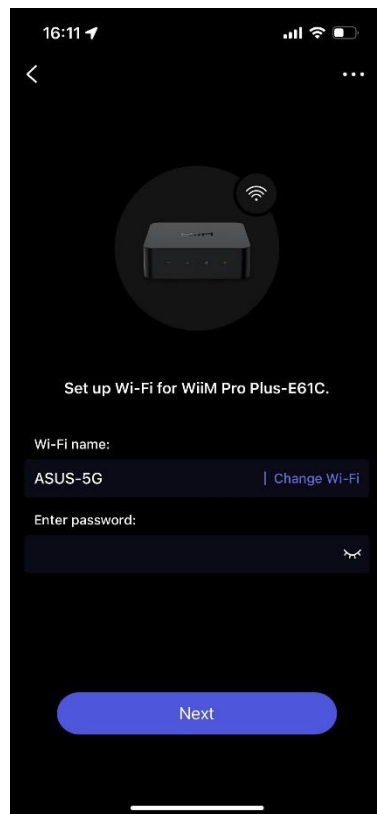 16:11
Set up Wi-Fi for WiiM Pro Plus-E61C.
Wi-Fi name:
ASUS-5G | Change Wi-Fi
Enter password:
Next